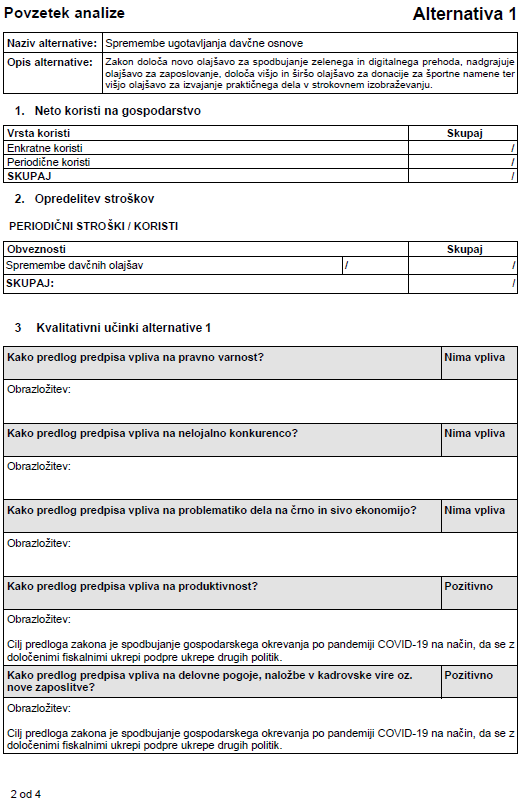 Povzetek analize
Alternativa 1
Naziv alternative: Spremembe ugotavljanja davčne osnove
Opis alternative: Zakon določa novo olajšavo za spodbujanje zelenega in digitalnega prehoda, nadgrajuje
olajšavo za zaposlovanje, določa višjo in širšo olajšavo za donacije za športne namene ter
višjo olajšavo za izvajanje praktičnega dela v strokovnem izobraževanju.
1. Neto koristi na gospodarstvo
Vrsta koristi Skupaj
Enkratne koristi /
Periodične koristi /
SKUPAJ /
2. Opredelitev stroškov
PERIODIČNI STROŠKI / KORISTI
Obveznosti Skupaj
Spremembe davčnih olajšav / /
SKUPAJ: /
3 Kvalitativni učinki alternative 1
Kako predlog predpisa vpliva na pravno varnost? Nima vpliva
Obrazložitev:
Kako predlog predpisa vpliva na nelojalno konkurenco? Nima vpliva
Obrazložitev:
Kako predlog predpisa vpliva na problematiko dela na črno in sivo ekonomijo? Nima vpliva
Obrazložitev:
Kako predlog predpisa vpliva na produktivnost? Pozitivno
Obrazložitev:
Cilj predloga zakona je spodbujanje gospodarskega okrevanja po pandemiji COVID-19 na način, da se z
določenimi fiskalnimi ukrepi podpre ukrepe drugih politik.
Kako predlog predpisa vpliva na delovne pogoje, naložbe v kadrovske vire oz. Pozitivno
nove zaposlitve?
Obrazložitev:
Cilj predloga zakona je spodbujanje gospodarskega okrevanja po pandemiji COVID-19 na način, da se z
določenimi fiskalnimi ukrepi podpre ukrepe drugih politik.
2 od 4